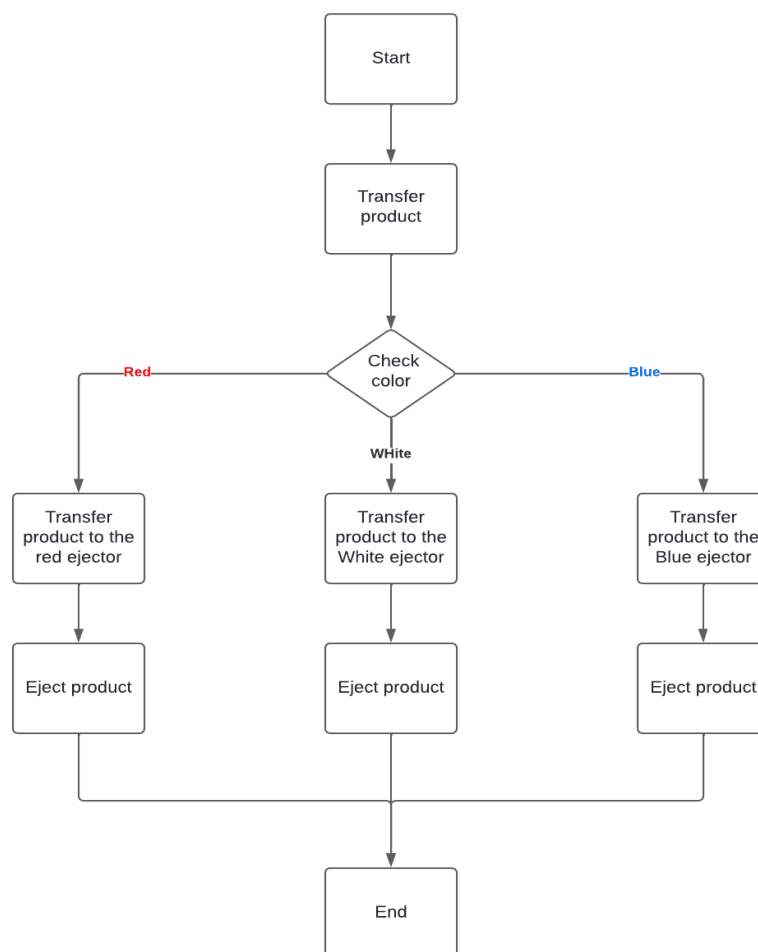 Start
Transfer
product
Check
color
Red
Blue
WHite
Transfer
product to the
red ejector
Transfer
product to the
White ejector
Transfer
product to the
Blue ejector
Eject product
Eject product
Eject product
End